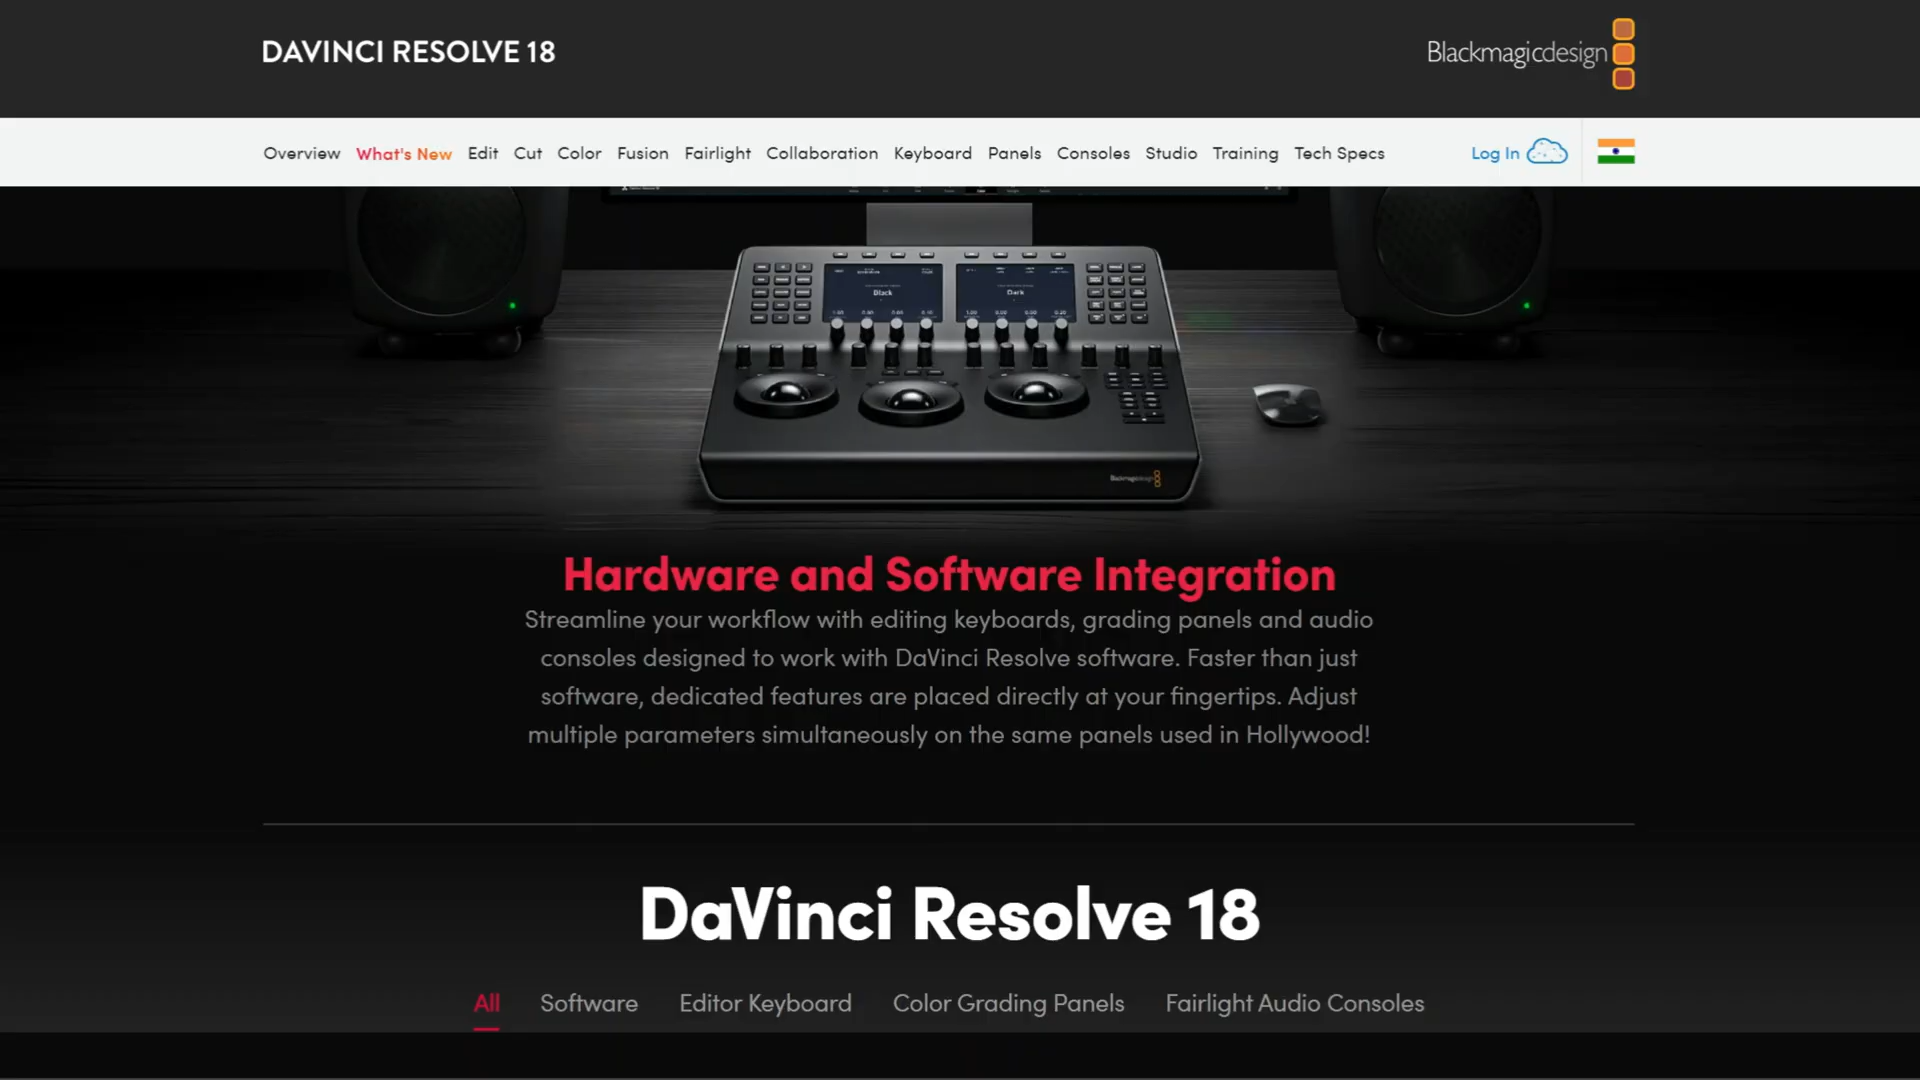 DAVINCI RESOLVE 18
Blackmagicdesign
Overview What's New Edit Cut Color Fusion Fairlight Collaboration Keyboard Panels Consoles Studio Training Tech Specs Log In
Black
Dark
Blackmagicdesign
Hardware and Software Integration
Streamline your workflow with editing keyboards, grading panels and audio
consoles designed to work with DaVinci Resolve software. Faster than just
software, dedicated features are placed directly at your fingertips. Adjust
multiple parameters simultaneously on the same panels used in Hollywood!
DaVinci Resolve 18
All Software Editor Keyboard Color Grading Panels Fairlight Audio Consoles